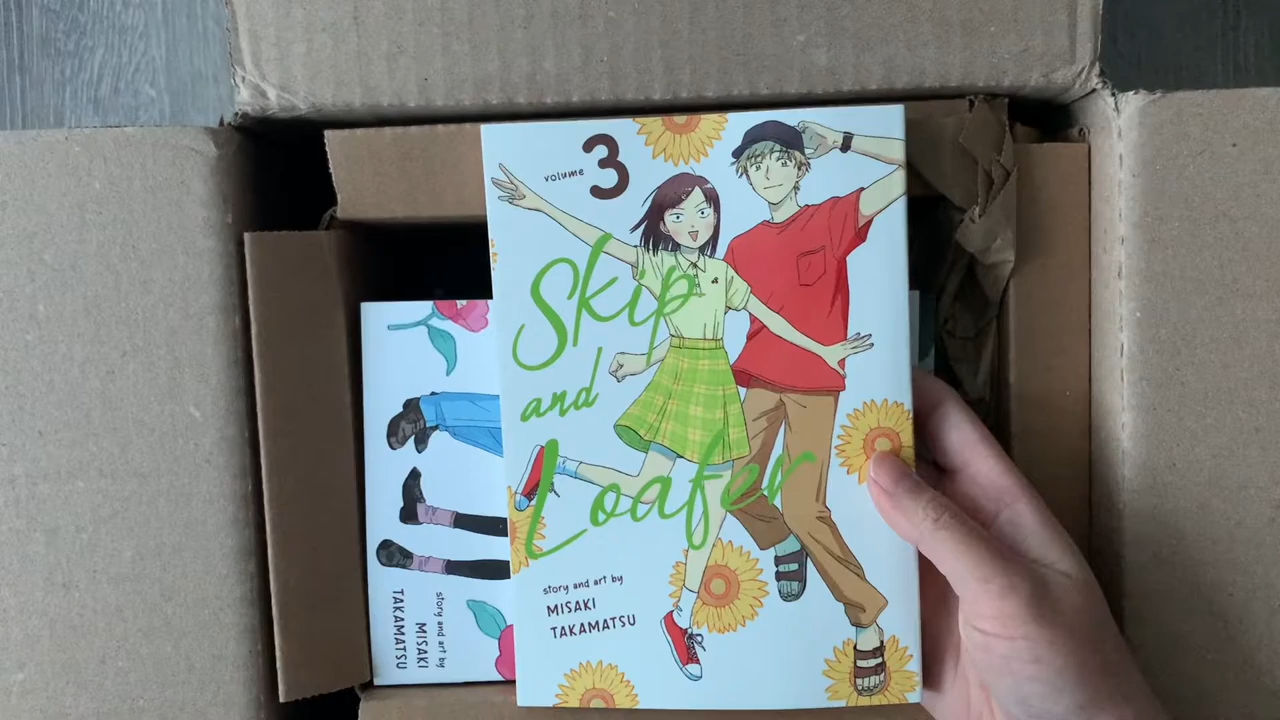 volume 3
Skip
and
Loafer
story and art by
MISAKI
TAKAMATSU
story and art by
MISAKI
TAKAMATSU